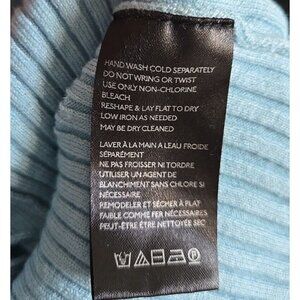 HAND WASH COLD SEPARATELY
DO NOT WRING OR TWIST
USE ONLY NON-CHLORINE
BLEACH
RESHAPE & LAY FLAT TO DRY
LOW IRON AS NEEDED
MAY BE DRY CLEANED
LAVER À LA MAIN A L'EAU FROIDE
SÉPARÉMENT
NE PAS FROISSER NI TORDRE
UTILISER UN AGENT DE
BLANCHIMENT SANS CHLORE SI
NÉCESSAIRE
REMODELER ET SÉCHER À PLAT
FAIBLE COMME FER NÉCESSAIRES
PEUT-ÊTRE ÊTRE NETTOYÉE SEC